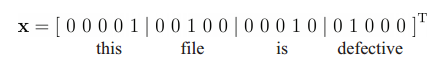 x = [ 0 0 0 0 1 | 0 0 1 0 0 | 0 0 0 1 0 | 0 1 0 0 0 ]ᵀ
this file is defective